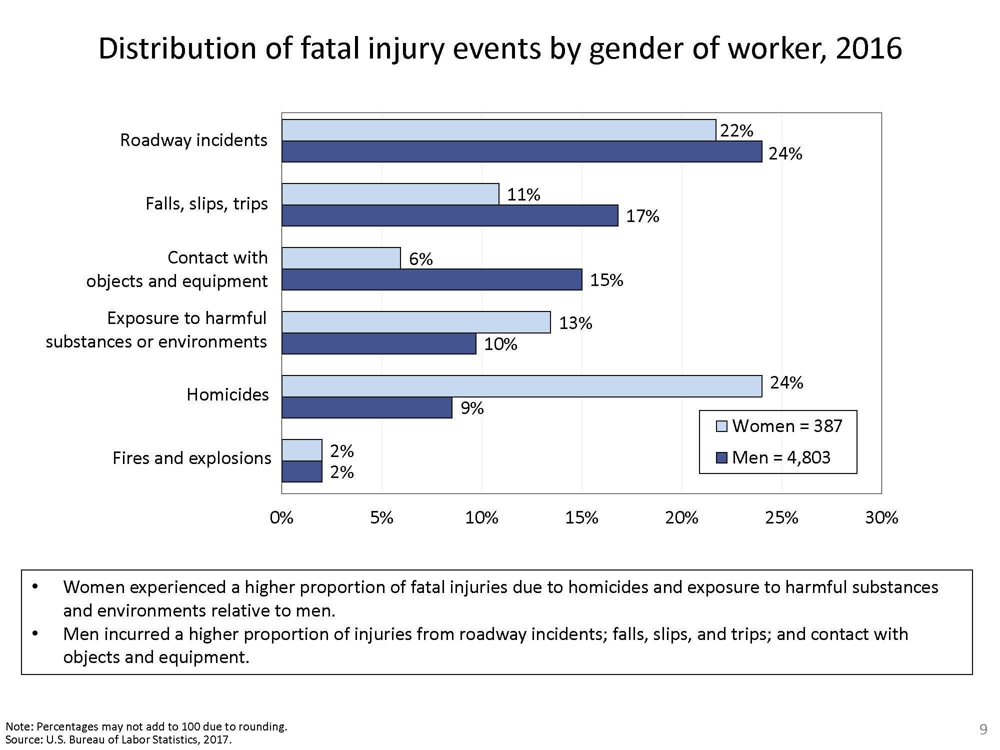 Distribution of fatal injury events by gender of worker, 2016
Roadway incidents
22%
24%
Falls, slips, trips
11%
17%
Contact with
objects and equipment
6%
15%
Exposure to harmful
substances or environments
13%
10%
Homicides
24%
9%
Fires and explosions
2%
2%
Women = 387
Men = 4,803
0% 5% 10% 15% 20% 25% 30%
• Women experienced a higher proportion of fatal injuries due to homicides and exposure to harmful substances
and environments relative to men.
• Men incurred a higher proportion of injuries from roadway incidents; falls, slips, and trips; and contact with
objects and equipment.
Note: Percentages may not add to 100 due to rounding.
Source: U.S. Bureau of Labor Statistics, 2017.
9